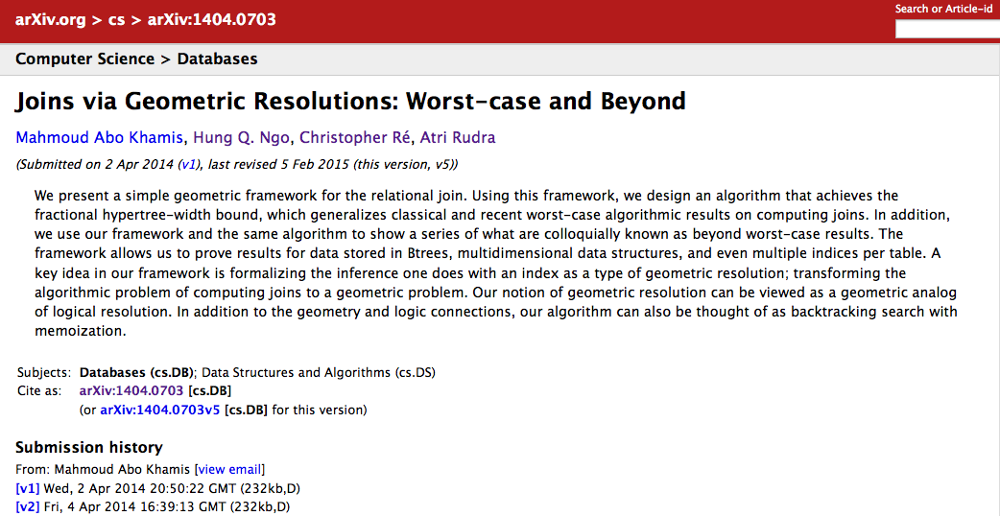 arXiv.org > cs > arXiv:1404.0703
Search or Article-id
Computer Science > Databases
Joins via Geometric Resolutions: Worst-case and Beyond
Mahmoud Abo Khamis, Hung Q. Ngo, Christopher Ré, Atri Rudra
(Submitted on 2 Apr 2014 (v1), last revised 5 Feb 2015 (this version, v5))
We present a simple geometric framework for the relational join. Using this framework, we design an algorithm that achieves the
fractional hypertree-width bound, which generalizes classical and recent worst-case algorithmic results on computing joins. In addition,
we use our framework and the same algorithm to show a series of what are colloquially known as beyond worst-case results. The
framework allows us to prove results for data stored in Btrees, multidimensional data structures, and even multiple indices per table. A
key idea in our framework is formalizing the inference one does with an index as a type of geometric resolution; transforming the
algorithmic problem of computing joins to a geometric problem. Our notion of geometric resolution can be viewed as a geometric analog
of logical resolution. In addition to the geometry and logic connections, our algorithm can also be thought of as backtracking search with
memoization.
Subjects: Databases (cs.DB); Data Structures and Algorithms (cs.DS)
Cite as: arXiv:1404.0703 [cs.DB]
(or arXiv:1404.0703v5 [cs.DB] for this version)
Submission history
From: Mahmoud Abo Khamis [view email]
[v1] Wed, 2 Apr 2014 20:50:22 GMT (232kb,D)
[v2] Fri, 4 Apr 2014 16:39:13 GMT (232kb,D)